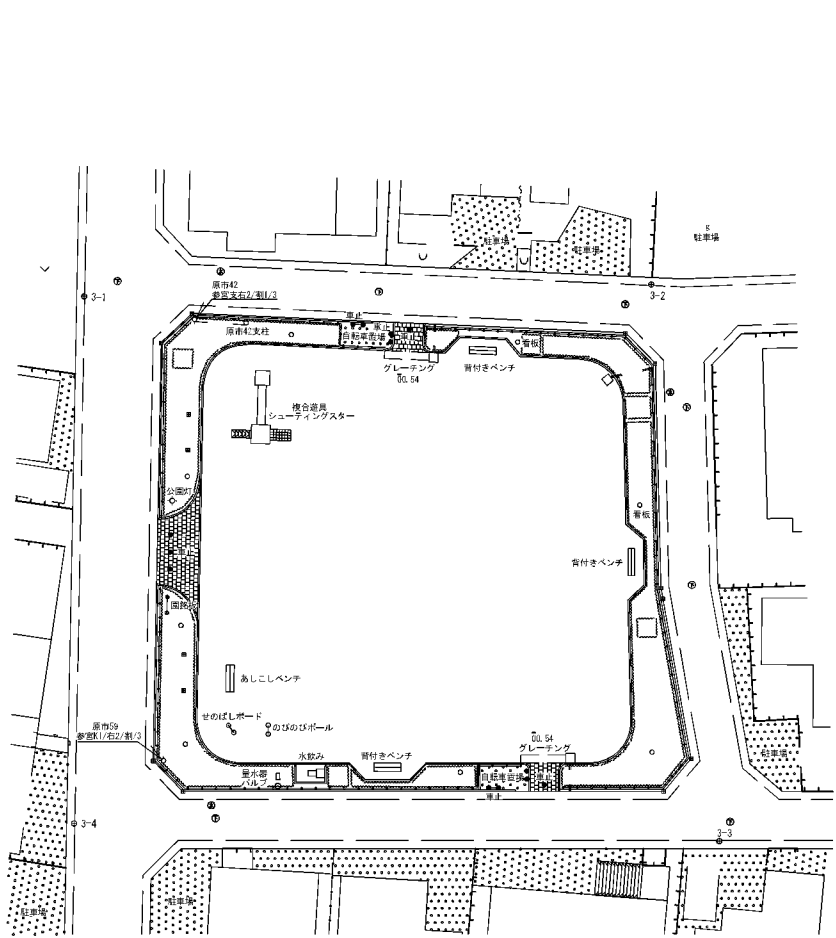 駐車場
駐車場
g
駐車場
3-1
原市42
参宮支右2/割1/3
3-2
車止
原市42支柱
車止
自転車置場
車止
看板
グレーチング
00.54
背付きベンチ
複合遊具
シューティングスター
公園灯
看板
車止
背付きベンチ
園銘板
あしこしベンチ
せのばしボード
のびのびポール
原市59
参宮K1/右2/割/3
水飲み
背付きベンチ
00.54
グレーチング
量水器
バルブ
自転車置場
車止
車止
駐車場
3-4
3-3
駐車場
駐車場